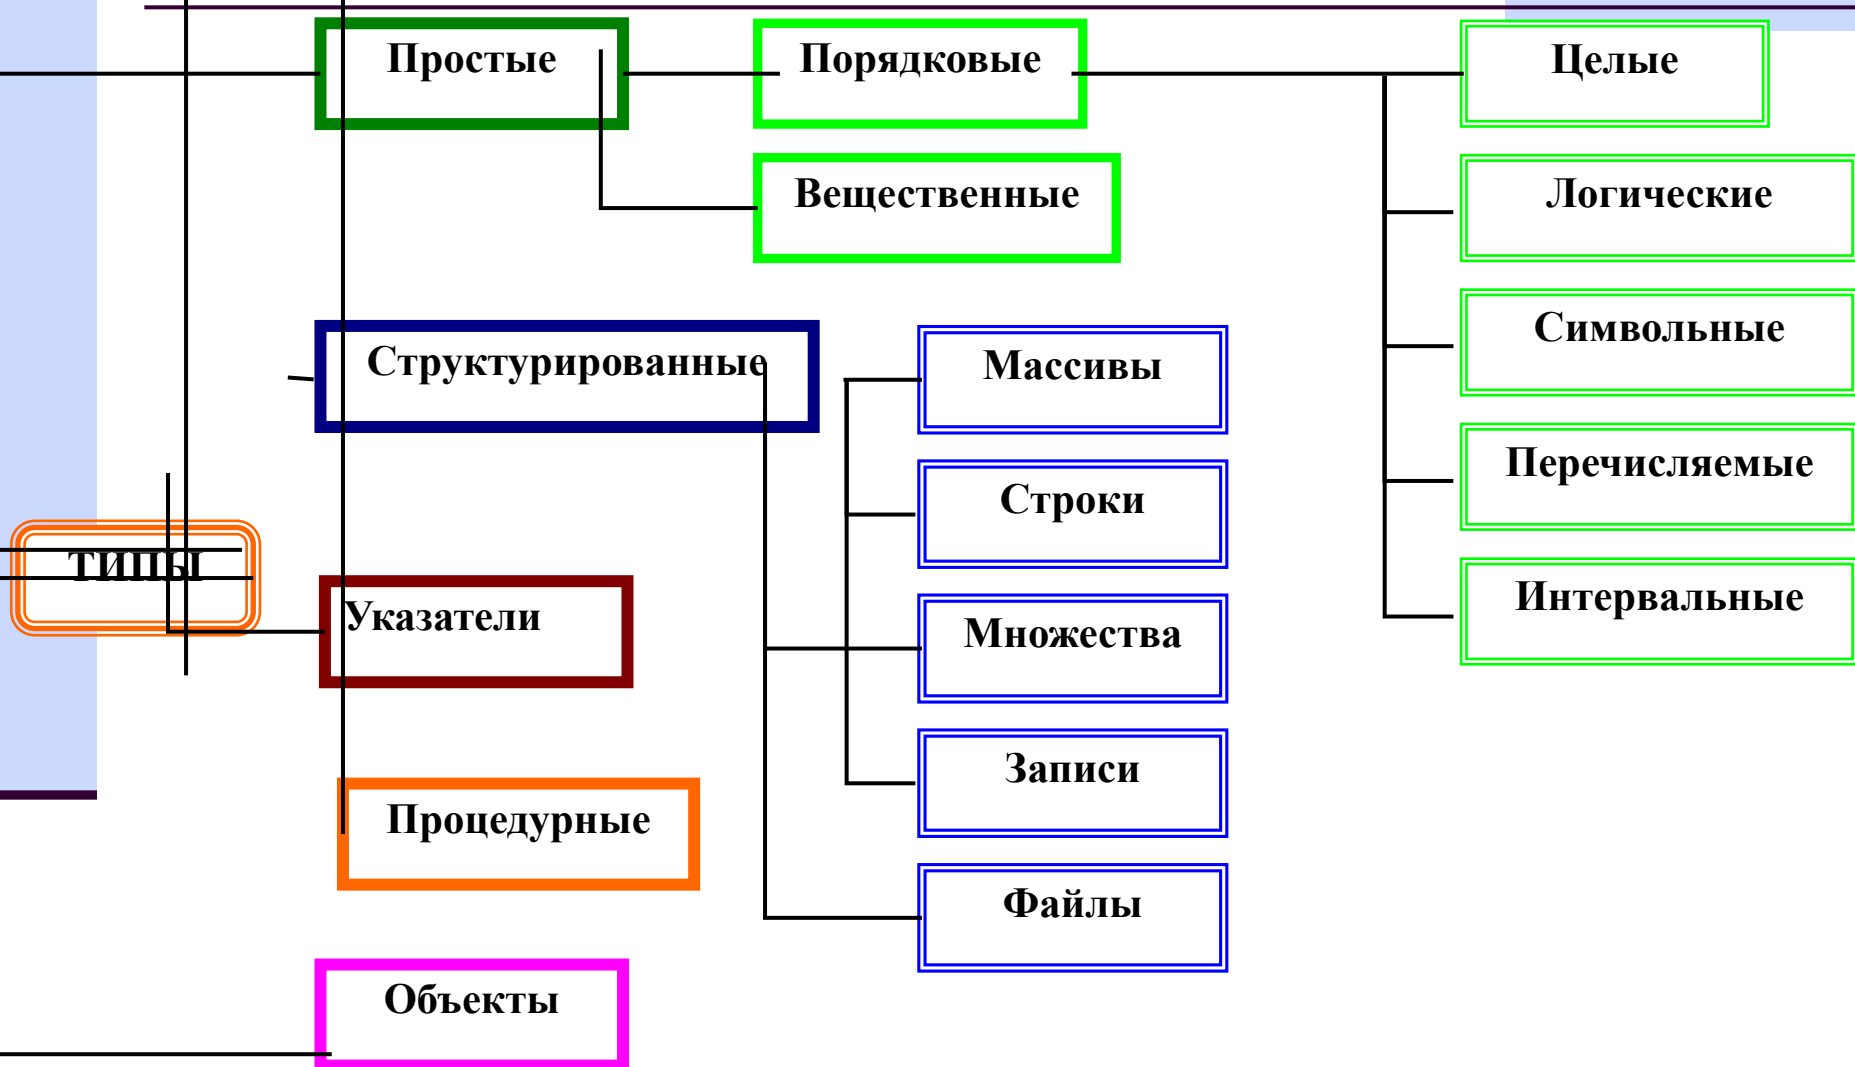 Простые
Порядковые
Целые
Вещественные
Логические
Символьные
Структурированные
Массивы
Перечисляемые
Строки
ТИПЫ
Указатели
Интервальные
Множества
Записи
Процедурные
Файлы
Объекты